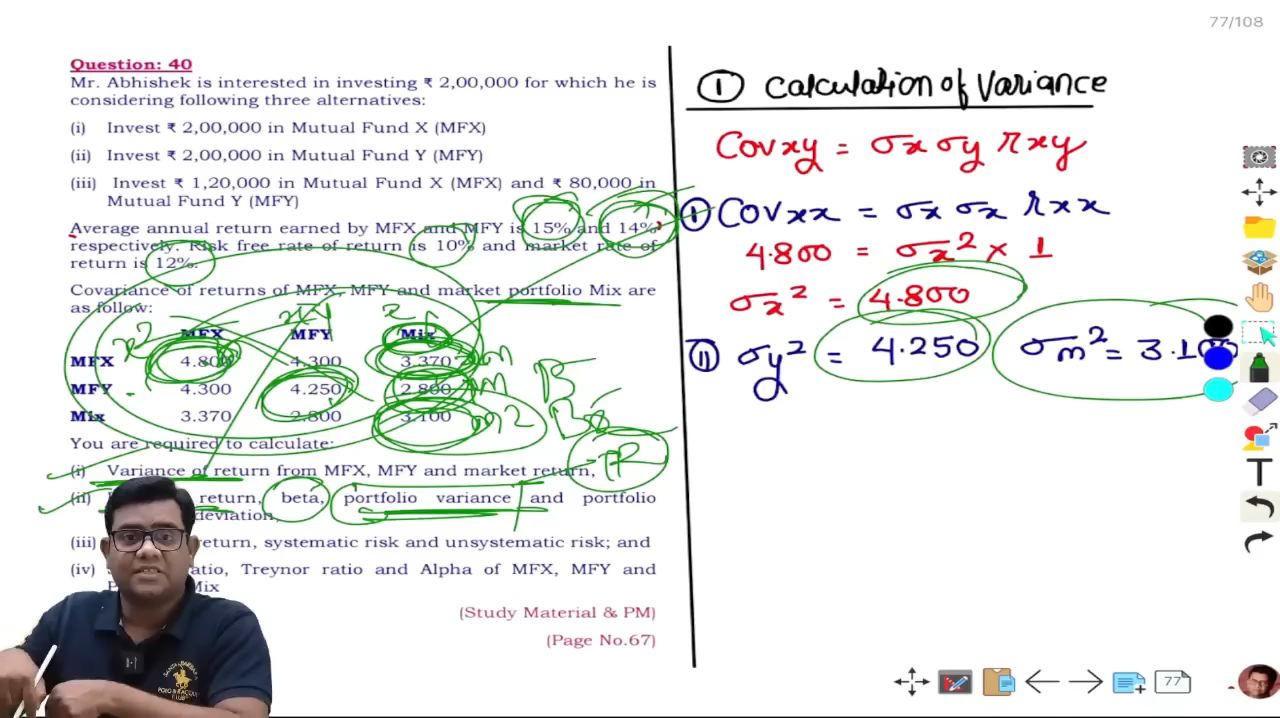 77/108
Question: 40
Mr. Abhishek is interested in investing ₹ 2,00,000 for which he is
considering following three alternatives:
(i) Invest ₹ 2,00,000 in Mutual Fund X (MFX)
(ii) Invest ₹ 2,00,000 in Mutual Fund Y (MFY)
(iii) Invest ₹ 1,20,000 in Mutual Fund X (MFX) and ₹ 80,000 in
Mutual Fund Y (MFY)
Average annual return earned by MFX and MFY is 15% and 14%
respectively. Risk free rate of return is 10% and market rate of
return is 12%.
Covariance of returns of MFX, MFY and market portfolio Mix are
as follow:
MFX MFY Mix
MFX 4.800 4.300 3.370
MFY 4.300 4.250 2.800
Mix 3.370 2.800 3.100
You are required to calculate:
(i) Variance of return from MFX, MFY and market return,
(ii) return, beta, portfolio variance and portfolio
deviation,
(iii) return, systematic risk and unsystematic risk; and
(iv) Treynor ratio and Alpha of MFX, MFY and
Mix
(Study Material & PM)
(Page No.67)
① Calculation of Variance
Cov xy = σx σy r xy
① Cov xx = σx σx r xx
4.800 = σx² × 1
σx² = 4.800
⑪ σy² = 4.250 σm² = 3.100
T
77